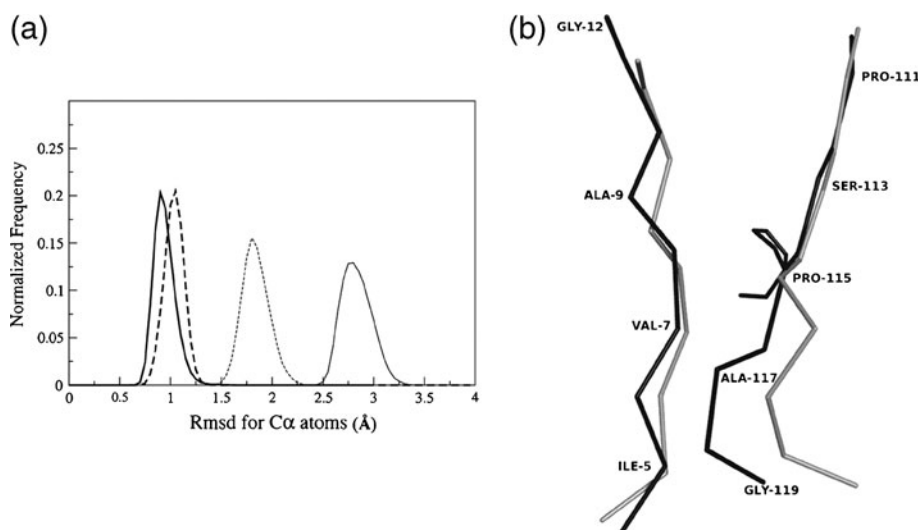 (a)
Normalized Frequency
0.25
0.2
0.15
0.1
0.05
0
0
0.5
1
1.5
2
2.5
3
3.5
4
Rmsd for Cα atoms (Å)
(b)
GLY-12
PRO-111
ALA-9
SER-113
PRO-115
VAL-7
ALA-117
ILE-5
GLY-119